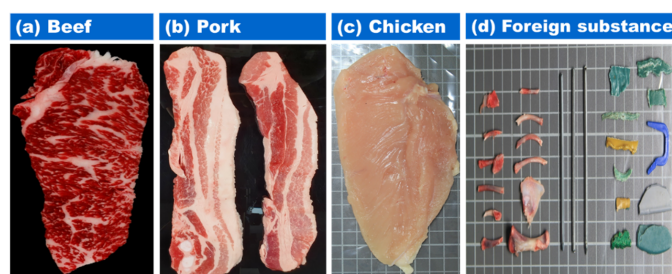 (a) Beef
(b) Pork
(c) Chicken
(d) Foreign substance